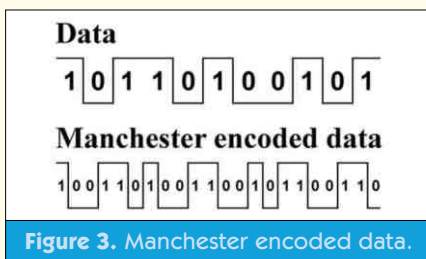 Data
1 0 1 1 0 1 0 0 1 0 1
Manchester encoded data
1 0 0 1 1 0 1 0 0 1 1 0 0 1 0 1 1 0 0 1 1 0
Figure 3. Manchester encoded data.